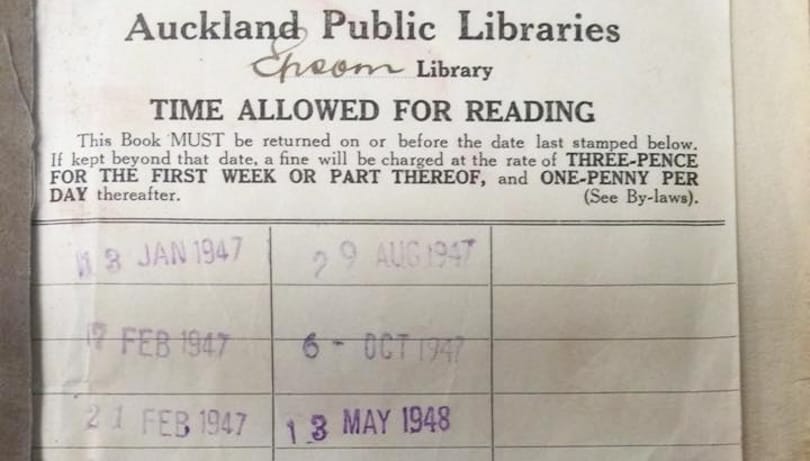 Auckland Public Libraries
Epsom Library
TIME ALLOWED FOR READING
This Book MUST be returned on or before the date last stamped below.
If kept beyond that date, a fine will be charged at the rate of THREE-PENCE
FOR THE FIRST WEEK OR PART THEREOF, and ONE-PENNY PER
DAY thereafter. (See By-laws).
13 JAN 1947
29 AUG 1947
17 FEB 1947
6 - OCT 1947
21 FEB 1947
13 MAY 1948